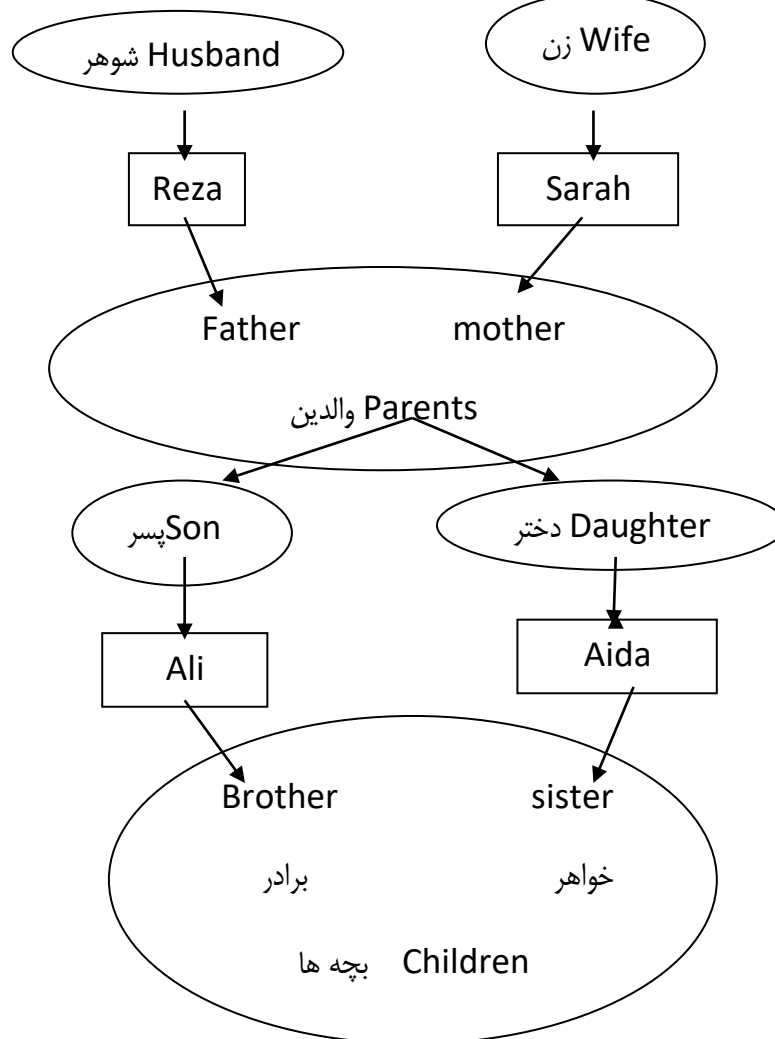 شوهر Husband
زن Wife
Reza
Sarah
Father
mother
والدین Parents
پسرSon
دختر Daughter
Ali
Aida
Brother
sister
برادر
خواهر
بچه ها Children